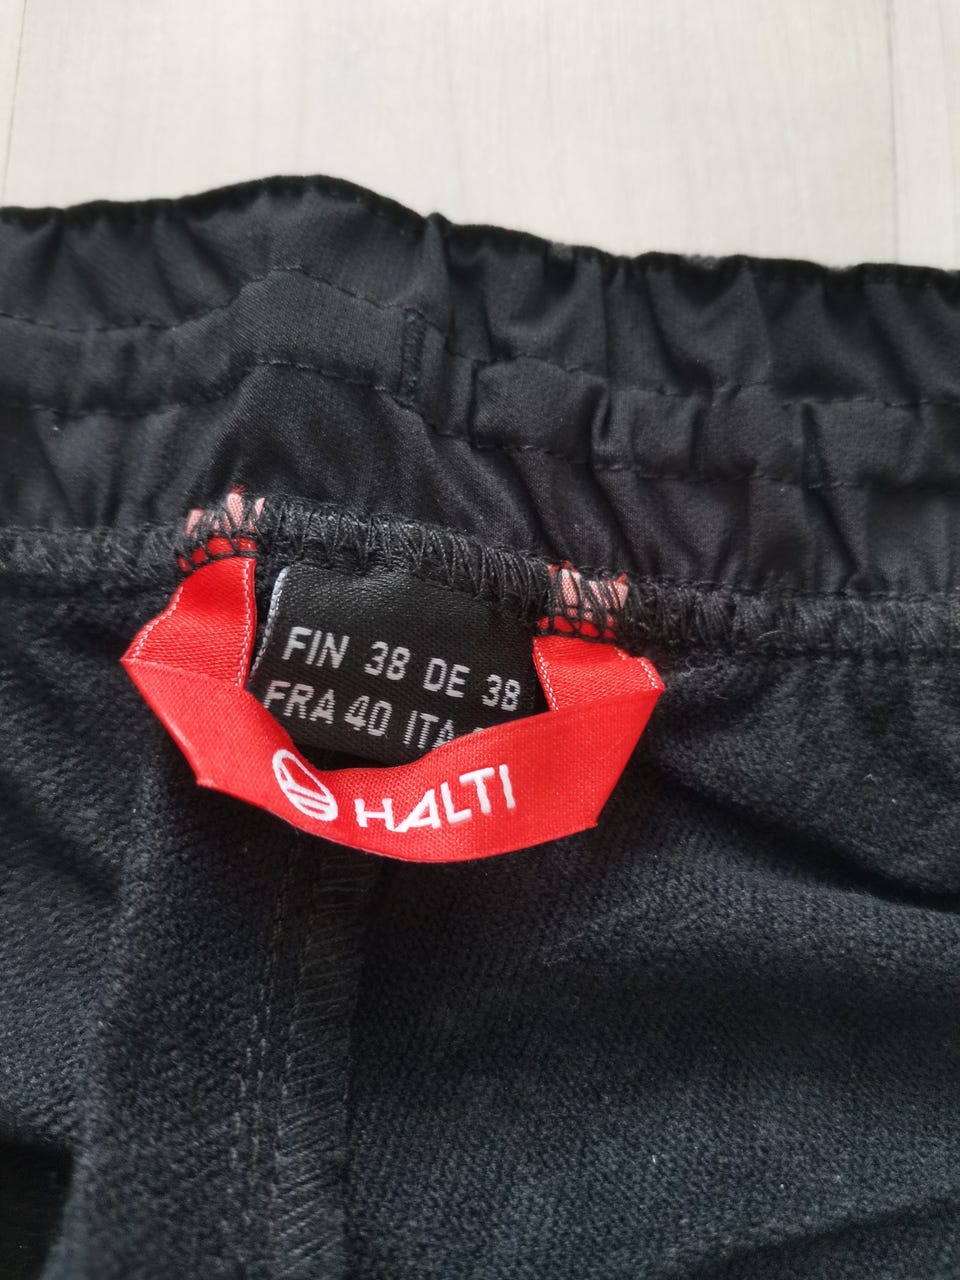 FIN 38 DE 38
FRA 40 ITA
HALTI